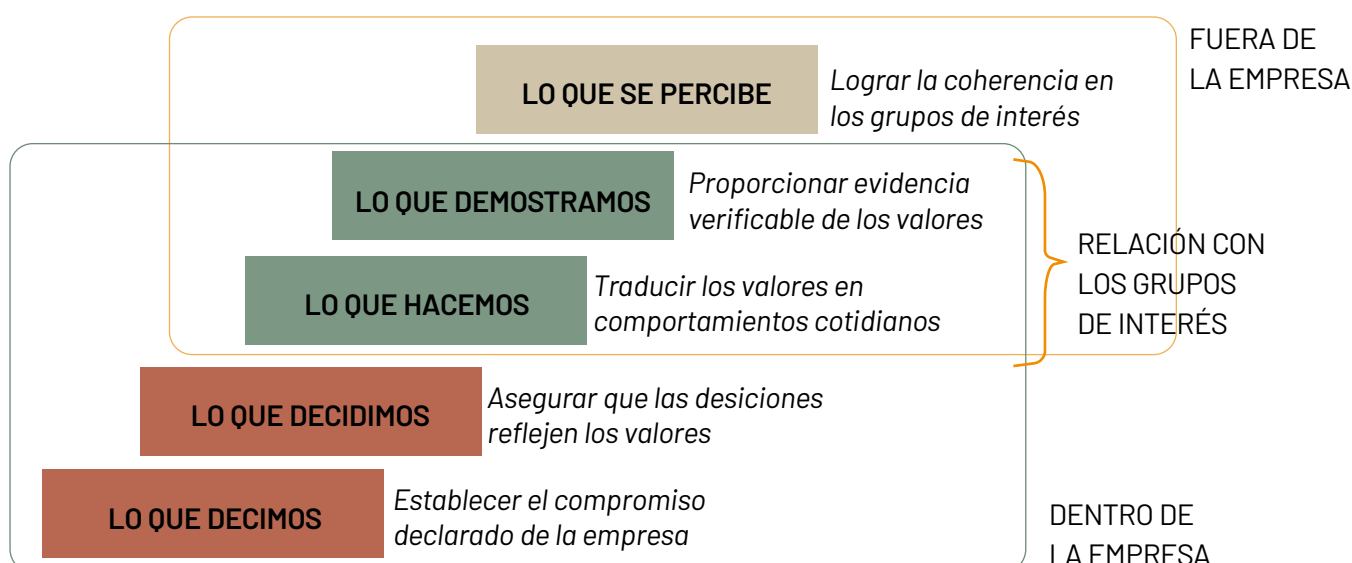 FUERA DE
LA EMPRESA
LO QUE SE PERCIBE
Lograr la coherencia en
los grupos de interés
LO QUE DEMOSTRAMOS
Proporcionar evidencia
verificable de los valores
RELACIÓN CON
LOS GRUPOS
DE INTERÉS
LO QUE HACEMOS
Traducir los valores en
comportamientos cotidianos
LO QUE DECIDIMOS
Asegurar que las desiciones
reflejen los valores
LO QUE DECIMOS
Establecer el compromiso
declarado de la empresa
DENTRO DE
LA EMPRESA